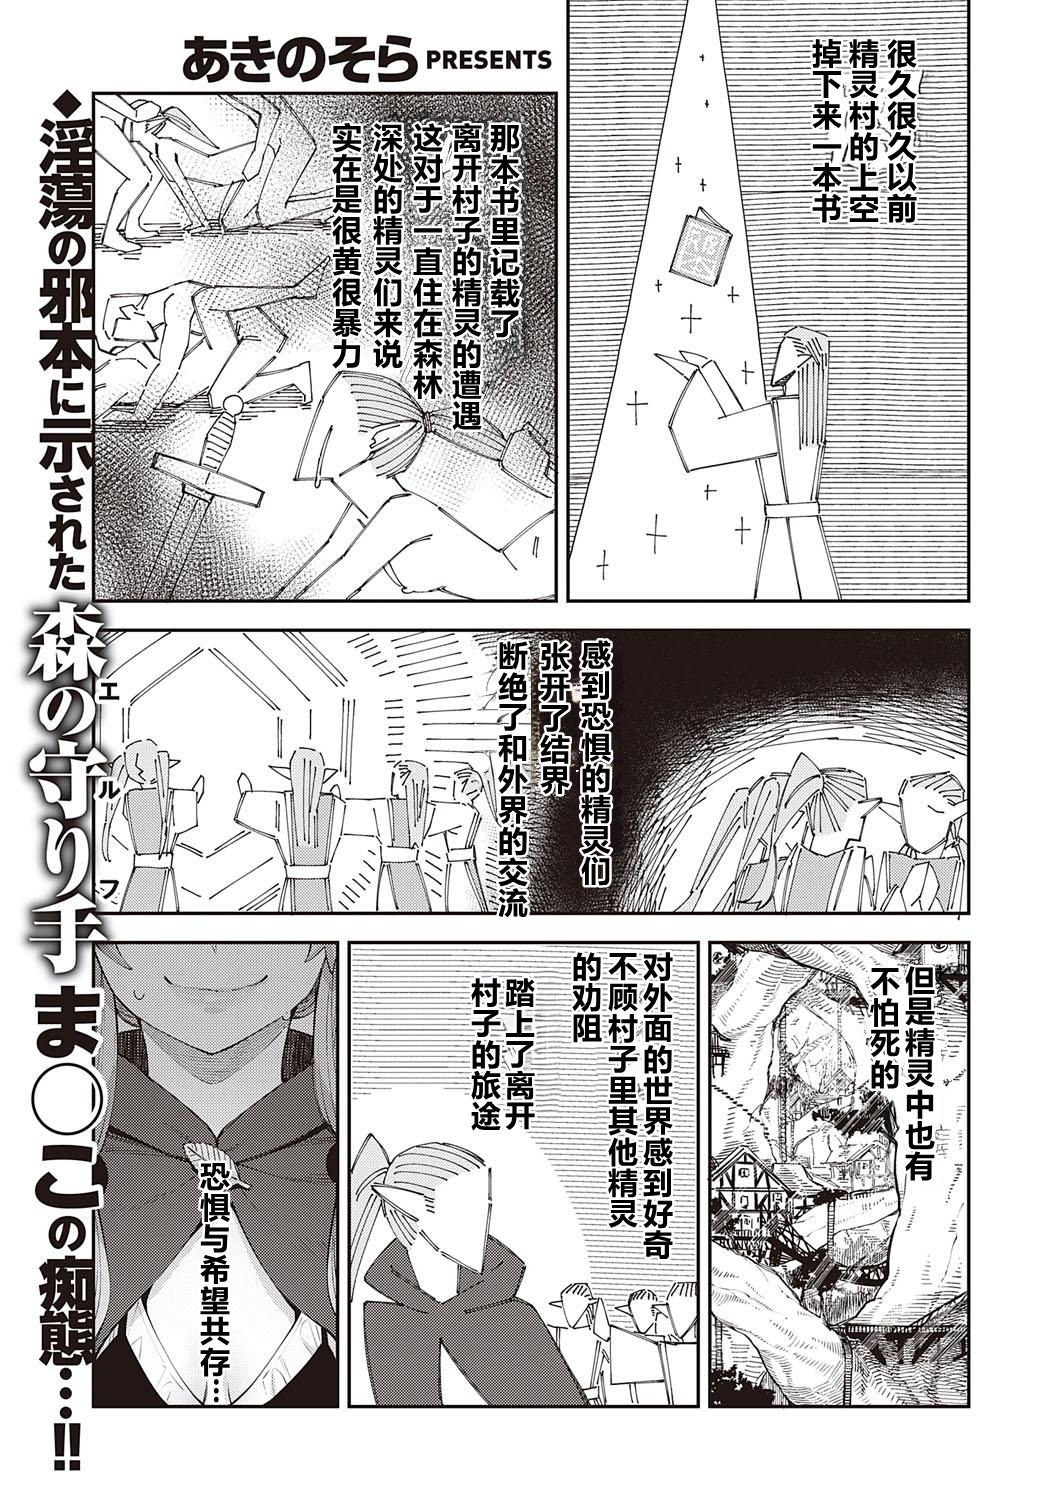 あきのそら PRESENTS
很久很久以前
精灵村的上空
掉下来一本书
那本书里记载了
离开村子的精灵的遭遇
这对于一直住在森林
深处的精灵们来说
实在是很黄很暴力
感到恐惧的精灵们
张开了结界
断绝了和外界的交流
但是精灵中也有
不怕死的
对外面的世界感到好奇
不顾村子里其他精灵
的劝阻
踏上了离开
村子的旅途
恐惧与希望共存…
◆淫蕩の邪本に示された森の守り手ま○この痴態…‼
エルフ